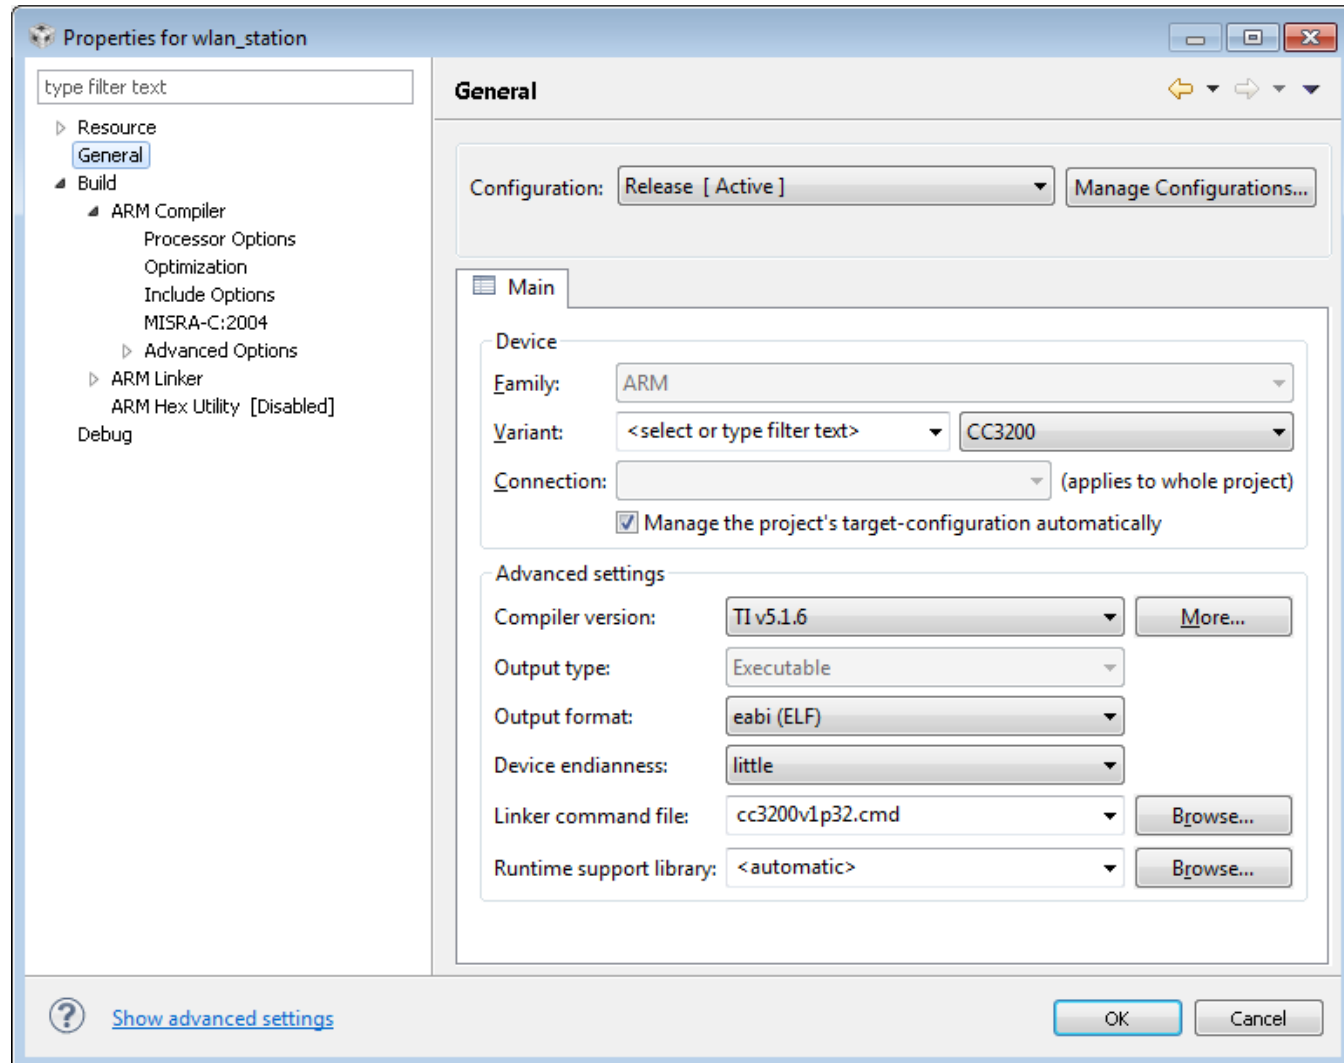 Properties for wlan_station
type filter text
Resource
General
Build
ARM Compiler
Processor Options
Optimization
Include Options
MISRA-C:2004
Advanced Options
ARM Linker
ARM Hex Utility [Disabled]
Debug
General
Configuration: Release [ Active ] Manage Configurations...
Main
Device
Family: ARM
Variant: <select or type filter text> CC3200
Connection: (applies to whole project)
Manage the project's target-configuration automatically
Advanced settings
Compiler version: TI v5.1.6 More...
Output type: Executable
Output format: eabi (ELF)
Device endianness: little
Linker command file: cc3200v1p32.cmd Browse...
Runtime support library: <automatic> Browse...
? Show advanced settings OK Cancel